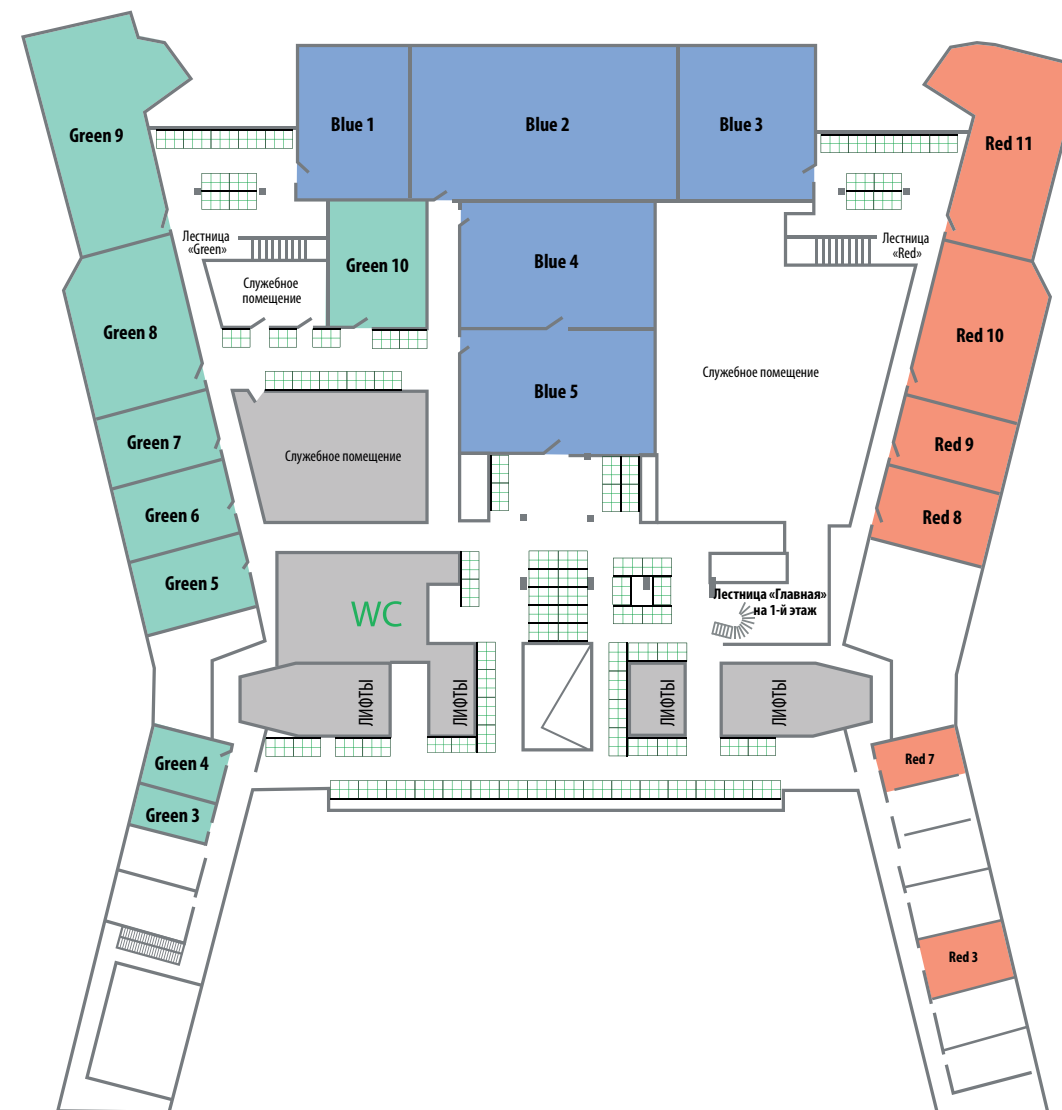 Blue 1
Blue 2
Blue 3
Green 9
Red 11
Лестница
«Green»
Лестница
«Red»
Green 10
Blue 4
Служебное
помещение
Green 8
Red 10
Служебное помещение
Blue 5
Green 7
Red 9
Служебное помещение
Green 6
Red 8
Green 5
WC
Лестница «Главная»
на 1-й этаж
ЛИФТЫ
ЛИФТЫ
ЛИФТЫ
ЛИФТЫ
Green 4
Red 7
Green 3
Red 3